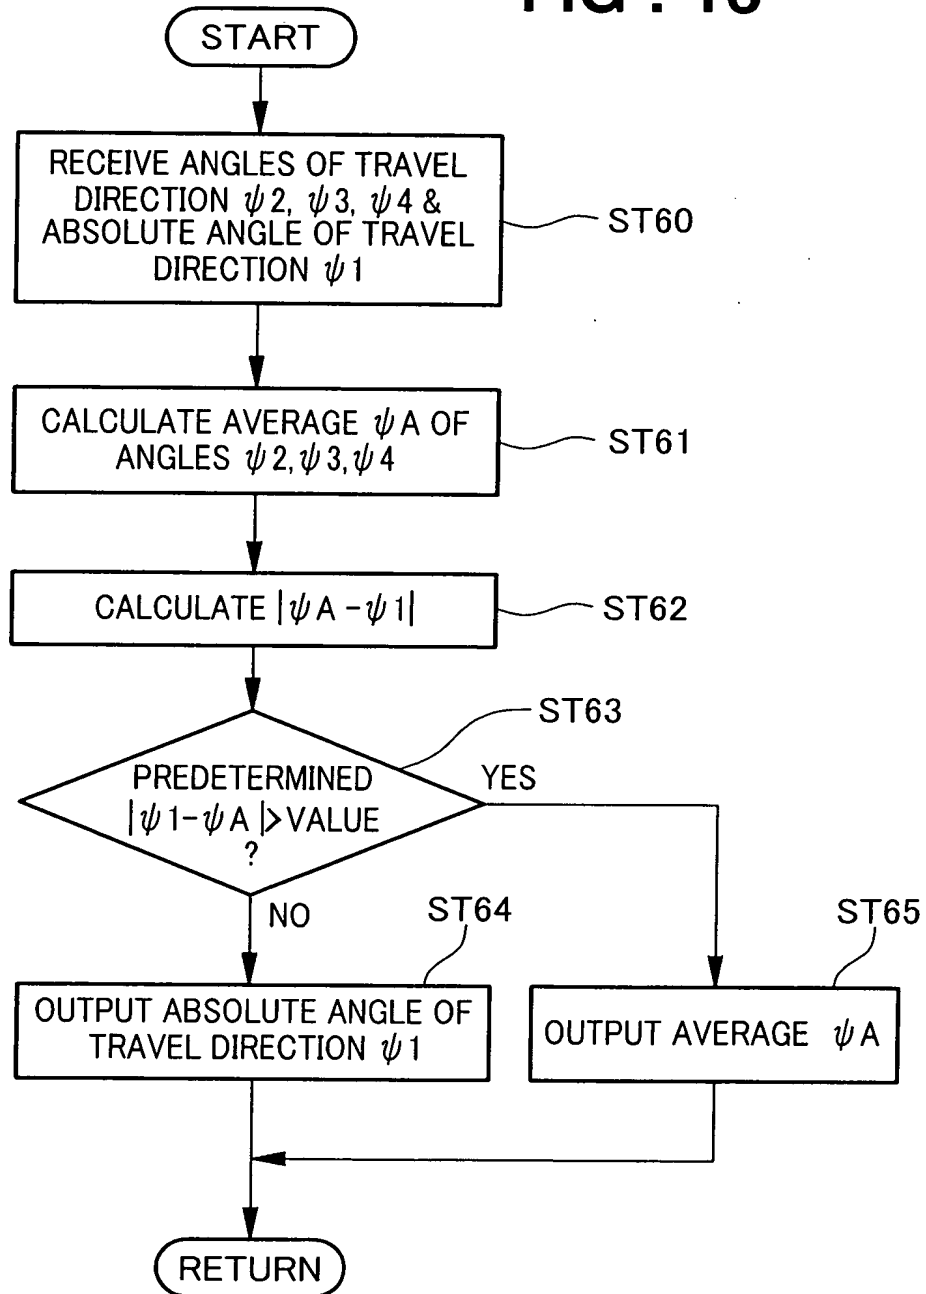 START
RECEIVE ANGLES OF TRAVEL
DIRECTION ψ2, ψ3, ψ4 &
ABSOLUTE ANGLE OF TRAVEL
DIRECTION ψ1
ST60
CALCULATE AVERAGE ψA OF
ANGLES ψ2,ψ3,ψ4
ST61
CALCULATE |ψA-ψ1|
ST62
ST63
PREDETERMINED
|ψ1-ψA|>VALUE
?
YES
NO
ST64
OUTPUT ABSOLUTE ANGLE OF
TRAVEL DIRECTION ψ1
ST65
OUTPUT AVERAGE ψA
RETURN